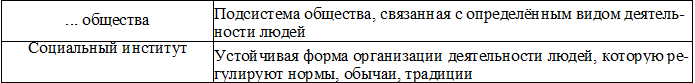 ... общества
Подсистема общества, связанная с определённым видом деятель-
ности людей
Социальный институт
Устойчивая форма организации деятельности людей, которую ре-
гулируют нормы, обычаи, традиции